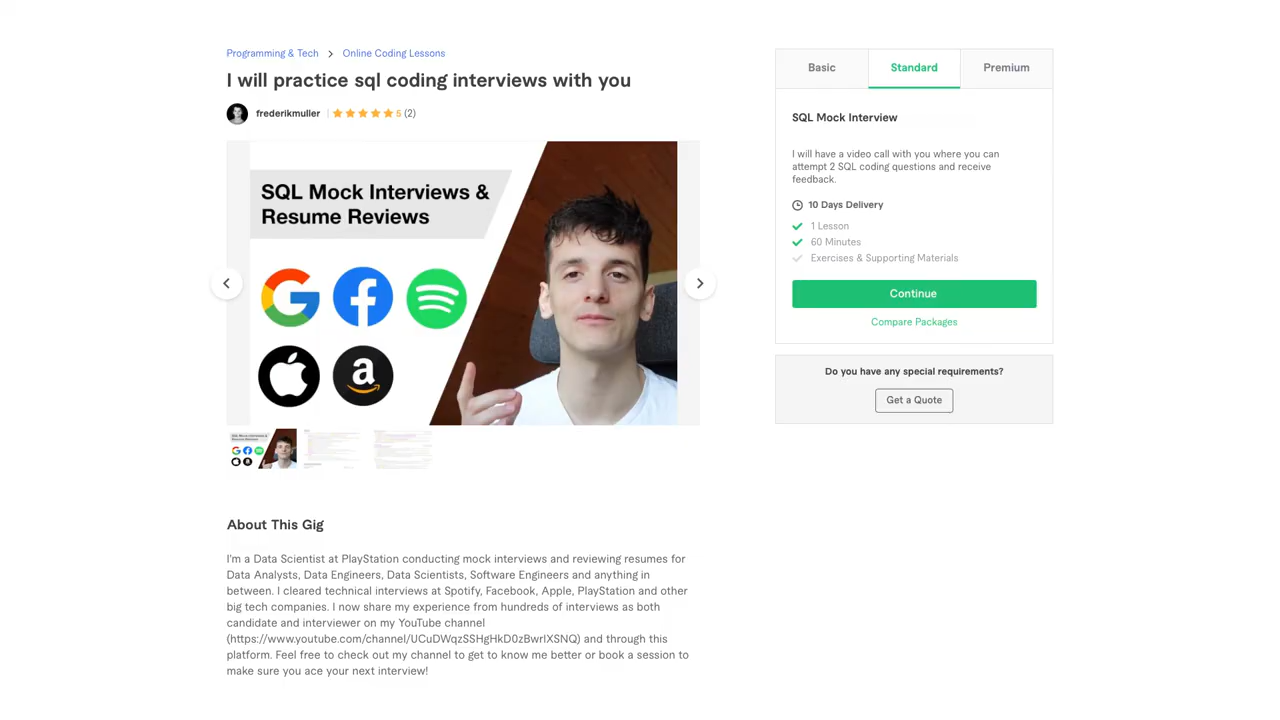 Programming & Tech > Online Coding Lessons
I will practice sql coding interviews with you
frederikmuller | 5 (2)
SQL Mock Interviews &
Resume Reviews
a
SQL Mock Interviews &
Resume Reviews
a
About This Gig
I'm a Data Scientist at PlayStation conducting mock interviews and reviewing resumes for
Data Analysts, Data Engineers, Data Scientists, Software Engineers and anything in
between. I cleared technical interviews at Spotify, Facebook, Apple, PlayStation and other
big tech companies. I now share my experience from hundreds of interviews as both
candidate and interviewer on my YouTube channel
(https://www.youtube.com/channel/UCuDWqzSSHgHkD0zBwrIXSNQ) and through this
platform. Feel free to check out my channel to get to know me better or book a session to
make sure you ace your next interview!
Basic Standard Premium
SQL Mock Interview
I will have a video call with you where you can
attempt 2 SQL coding questions and receive
feedback.
10 Days Delivery
1 Lesson
60 Minutes
Exercises & Supporting Materials
Continue
Compare Packages
Do you have any special requirements?
Get a Quote